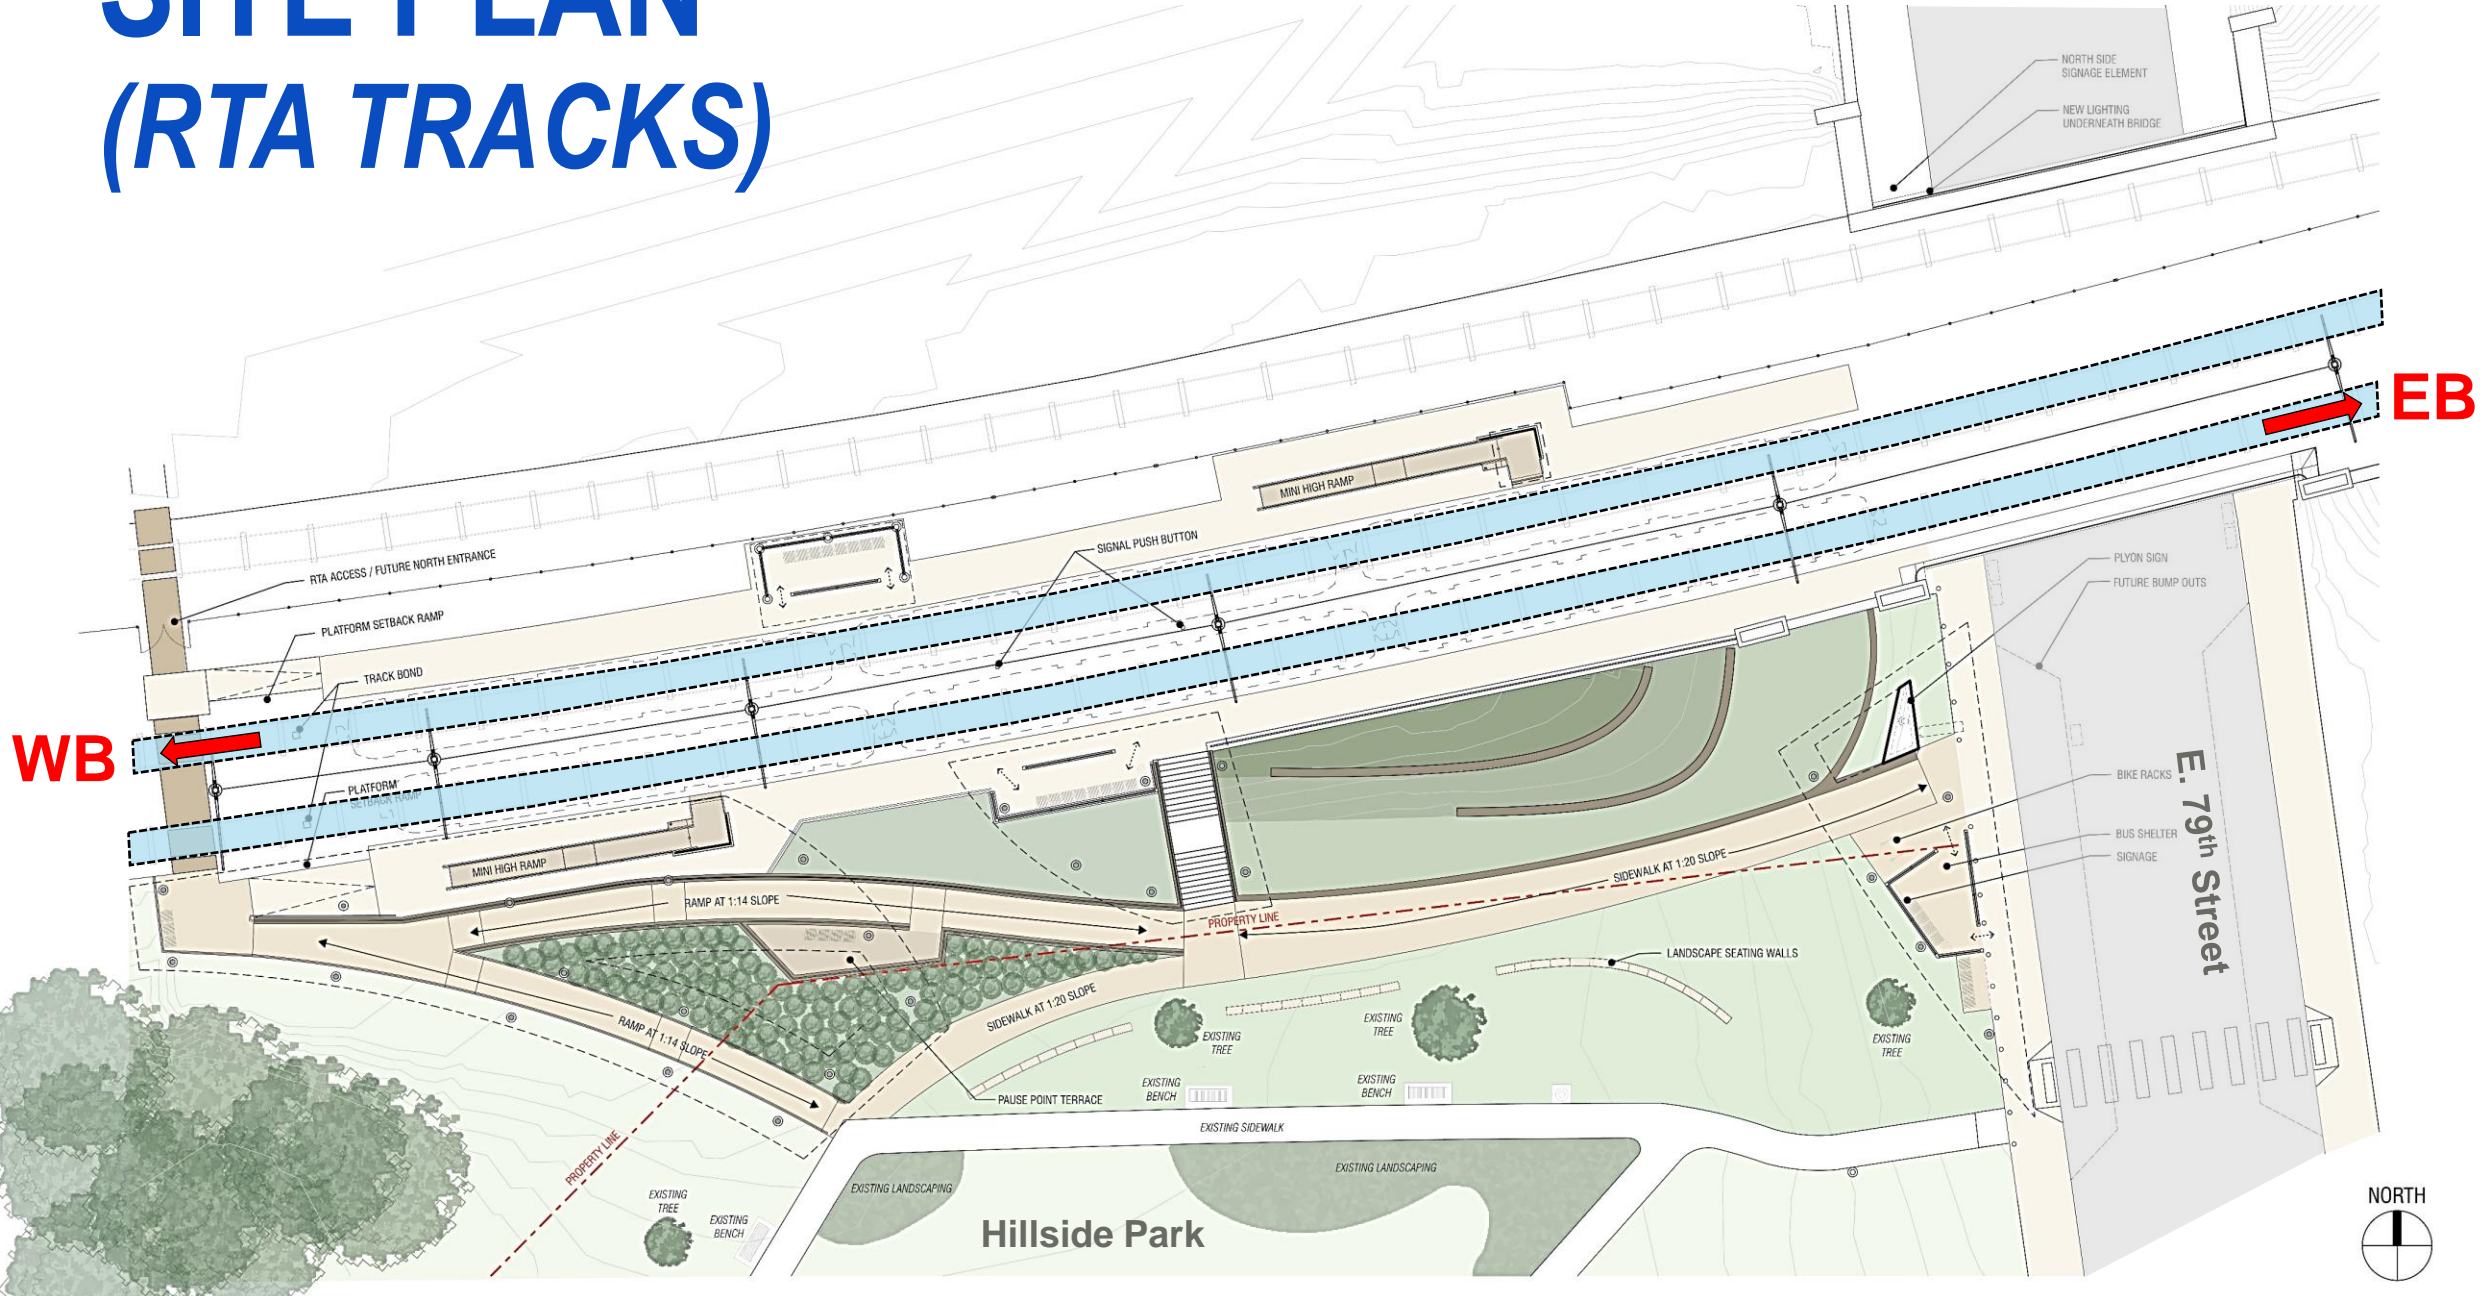 SITE PLAN
(RTA TRACKS)
NORTH SIDE
SIGNAGE ELEMENT
NEW LIGHTING
UNDERNEATH BRIDGE
EB
MINI HIGH RAMP
SIGNAL PUSH BUTTON
RTA ACCESS / FUTURE NORTH ENTRANCE
PLATFORM SETBACK RAMP
TRACK BOND
WB
PLATFORM
SETBACK RAMP
MINI HIGH RAMP
PLYON SIGN
FUTURE BUMP OUTS
E. 79th Street
BIKE RACKS
BUS SHELTER
SIGNAGE
SIDEWALK AT 1:20 SLOPE
RAMP AT 1:14 SLOPE
PROPERTY LINE
LANDSCAPE SEATING WALLS
SIDEWALK AT 1:20 SLOPE
RAMP AT 1:14 SLOPE
EXISTING
TREE
EXISTING
TREE
EXISTING
TREE
EXISTING
BENCH
EXISTING
BENCH
PAUSE POINT TERRACE
EXISTING SIDEWALK
PROPERTY LINE
EXISTING LANDSCAPING
EXISTING LANDSCAPING
EXISTING
TREE
EXISTING
BENCH
Hillside Park
NORTH